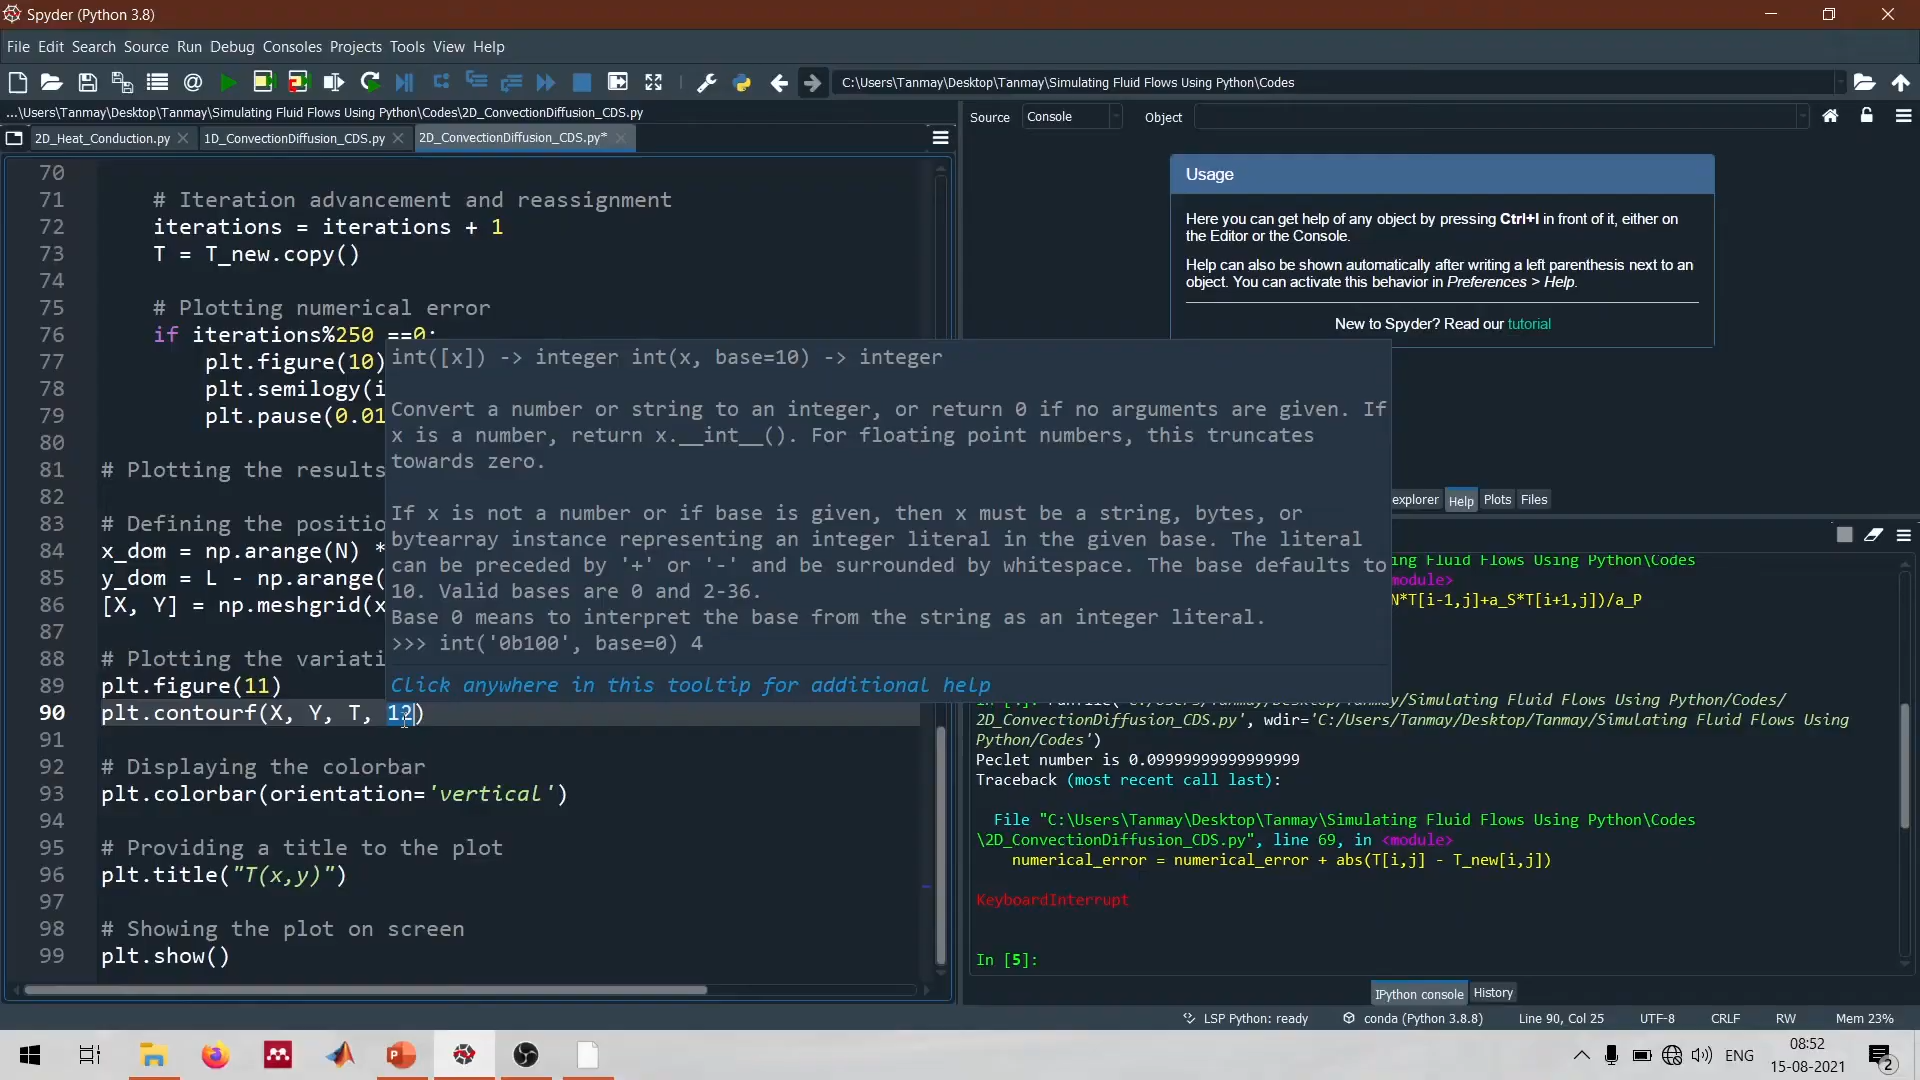 Spyder (Python 3.8)
File Edit Search Source Run Debug Consoles Projects Tools View Help
C:\Users\Tanmay\Desktop\Tanmay\Simulating Fluid Flows Using Python\Codes
...\Users\Tanmay\Desktop\Tanmay\Simulating Fluid Flows Using Python\Codes\2D_ConvectionDiffusion_CDS.py
2D_Heat_Conduction.py 1D_ConvectionDiffusion_CDS.py 2D_ConvectionDiffusion_CDS.py*
70
71 # Iteration advancement and reassignment
72 iterations = iterations + 1
73 T = T_new.copy()
74
75 # Plotting numerical error
76 if iterations%250 ==0:
77 plt.figure(10)
78 plt.semilogy(i
79 plt.pause(0.01
80
81 # Plotting the results
82
83 # Defining the positio
84 x_dom = np.arange(N) *
85 y_dom = L - np.arange(
86 [X, Y] = np.meshgrid(x
87
88 # Plotting the variati
89 plt.figure(11)
90 plt.contourf(X, Y, T, 12)
91
92 # Displaying the colorbar
93 plt.colorbar(orientation='vertical')
94
95 # Providing a title to the plot
96 plt.title("T(x,y)")
97
98 # Showing the plot on screen
99 plt.show()
int([x]) -> integer int(x, base=10) -> integer
Convert a number or string to an integer, or return 0 if no arguments are given. If
x is a number, return x.__int__(). For floating point numbers, this truncates
towards zero.
If x is not a number or if base is given, then x must be a string, bytes, or
bytearray instance representing an integer literal in the given base. The literal
can be preceded by '+' or '-' and be surrounded by whitespace. The base defaults to
10. Valid bases are 0 and 2-36.
Base 0 means to interpret the base from the string as an integer literal.
>>> int('0b100', base=0) 4
Click anywhere in this tooltip for additional help
Source Console Object
Usage
Here you can get help of any object by pressing Ctrl+I in front of it, either on
the Editor or the Console.
Help can also be shown automatically after writing a left parenthesis next to an
object. You can activate this behavior in Preferences > Help.
New to Spyder? Read our tutorial
explorer Help Plots Files
ing Fluid Flows Using Python\Codes
module>
N*T[i-1,j]+a_S*T[i+1,j])/a_P
/Simulating Fluid Flows Using Python/Codes/
2D_ConvectionDiffusion_CDS.py', wdir='C:/Users/Tanmay/Desktop/Tanmay/Simulating Fluid Flows Using
Python/Codes')
Peclet number is 0.09999999999999999
Traceback (most recent call last):
File "C:\Users\Tanmay\Desktop\Tanmay\Simulating Fluid Flows Using Python\Codes
\2D_ConvectionDiffusion_CDS.py", line 69, in <module>
numerical_error = numerical_error + abs(T[i,j] - T_new[i,j])
KeyboardInterrupt
In [5]:
IPython console History
LSP Python: ready conda (Python 3.8.8) Line 90, Col 25 UTF-8 CRLF RW Mem 23%
ENG
08:52
15-08-2021
2